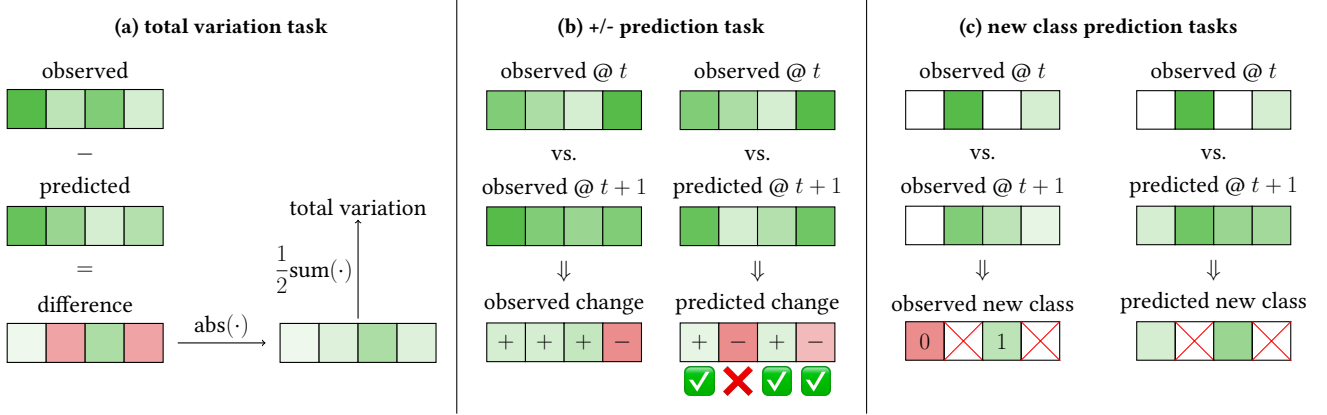 (a) total variation task
observed
−
predicted
=
difference
abs(·)
1/2 sum(·)
total variation
(b) +/- prediction task
observed @ t
vs.
observed @ t + 1
⇓
observed change
+ + + −
observed @ t
vs.
predicted @ t + 1
⇓
predicted change
+ − + −
(c) new class prediction tasks
observed @ t
vs.
observed @ t + 1
⇓
observed new class
0 1
observed @ t
vs.
predicted @ t + 1
⇓
predicted new class